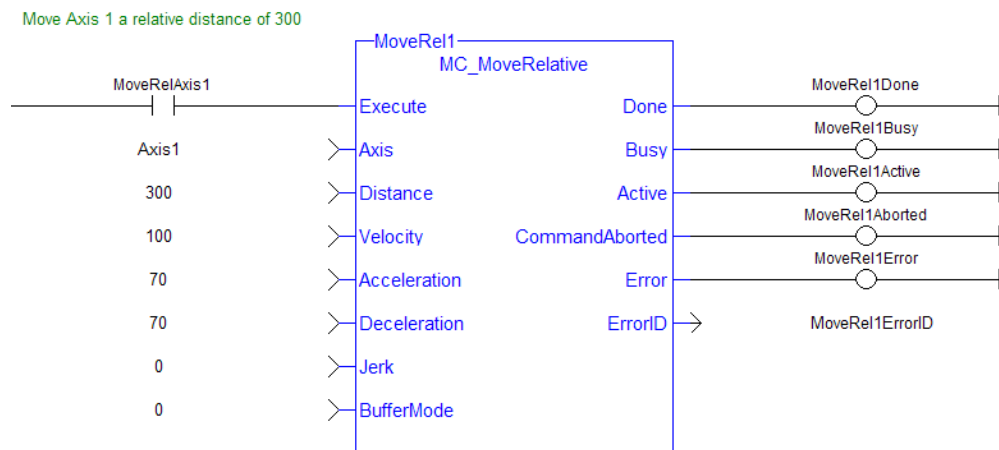 Move Axis 1 a relative distance of 300
MoveRel1
MC_MoveRelative
MoveRelAxis1
Execute
Done
MoveRel1Done
Axis1
Axis
Busy
MoveRel1Busy
300
Distance
Active
MoveRel1Active
100
Velocity
CommandAborted
MoveRel1Aborted
70
Acceleration
Error
MoveRel1Error
70
Deceleration
ErrorID
MoveRel1ErrorID
0
Jerk
0
BufferMode